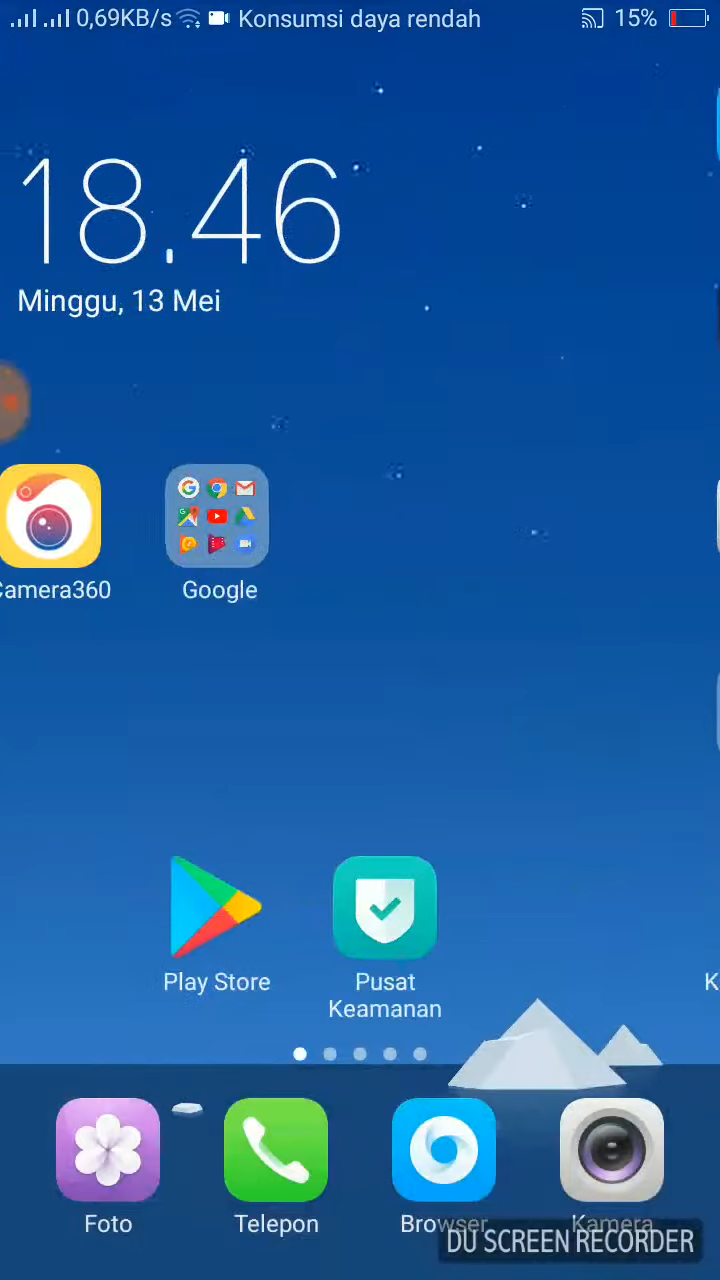 0,69KB/s Konsumsi daya rendah 15%
18.46
Minggu, 13 Mei
Camera360
Google
Play Store
Pusat
Keamanan
K
Foto
Telepon
Browser
Kamera
DU SCREEN RECORDER